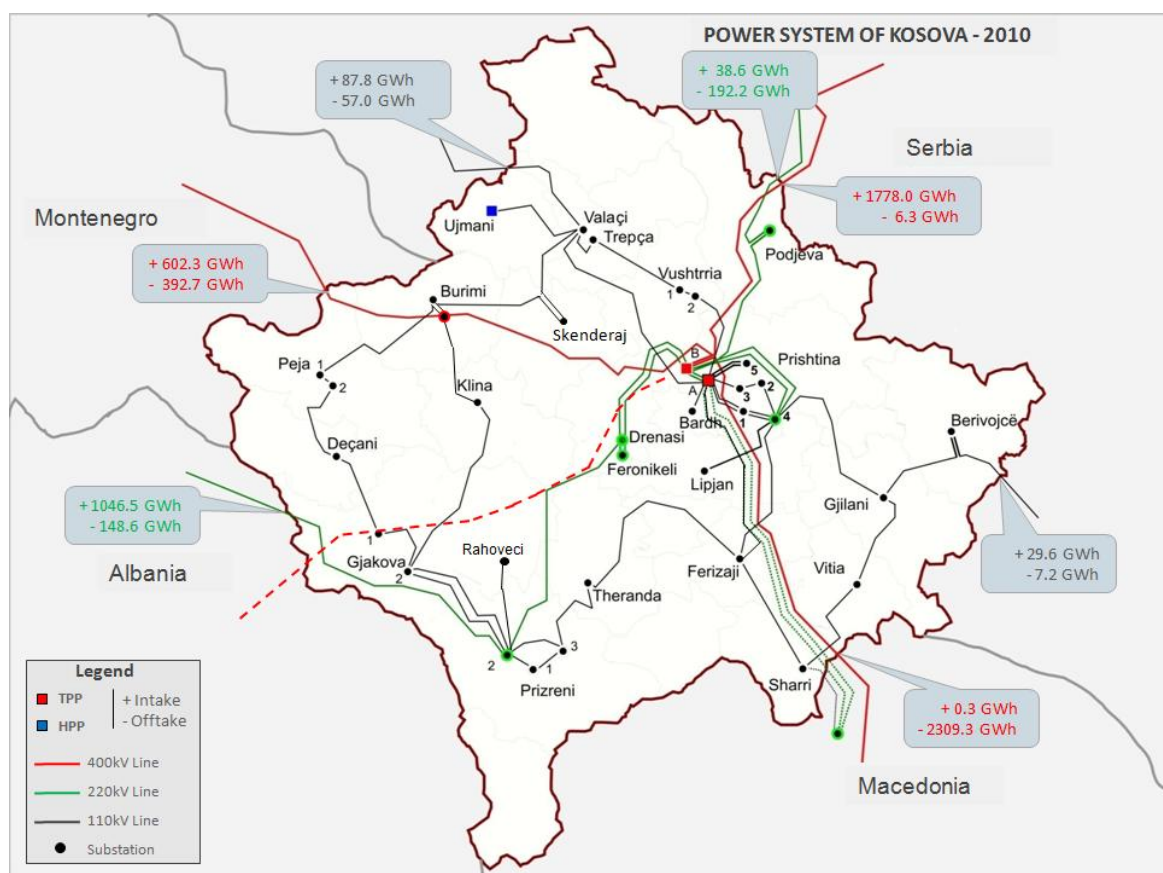 POWER SYSTEM OF KOSOVA - 2010
+ 87.8 GWh
- 57.0 GWh
+ 38.6 GWh
- 192.2 GWh
Serbia
+ 1778.0 GWh
- 6.3 GWh
Montenegro
+ 602.3 GWh
- 392.7 GWh
Ujmani
Valaçi
Trepça
Podjeva
Vushtrria
1
2
Burimi
Skenderaj
Peja 1
2
Klina
B
A
Prishtina
5
2
3
1
4
Bardh
Berivojcë
Deçani
Drenasi
Feronikeli
Lipjan
Gjilani
+ 1046.5 GWh
- 148.6 GWh
Albania
1
Gjakova
2
Rahoveci
Theranda
Ferizaji
Vitia
+ 29.6 GWh
- 7.2 GWh
2
1
3
Prizreni
Sharri
+ 0.3 GWh
- 2309.3 GWh
Macedonia
Legend
TPP
HPP
+ Intake
- Offtake
400kV Line
220kV Line
110kV Line
Substation